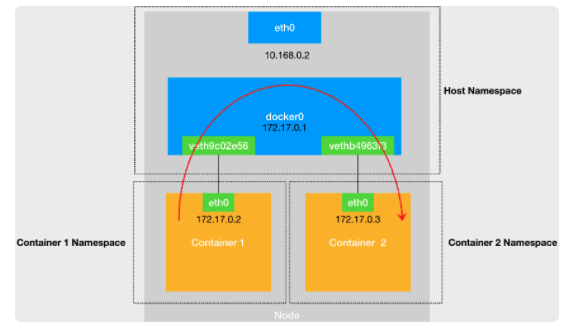 eth0
10.168.0.2
Host Namespace
docker0
172.17.0.1
veth9c02e56
eth0
eth0
172.17.0.2
172.17.0.3
Container 1 Namespace
Container 1
Container 2
Container 2 Namespace
Node